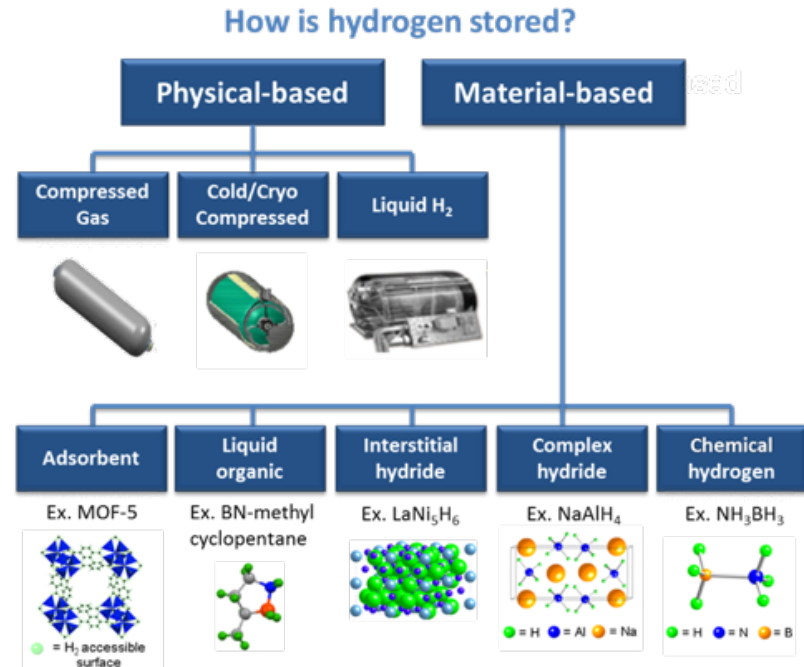 How is hydrogen stored?
Physical-based
Material-based
Compressed
Gas
Cold/Cryo
Compressed
Liquid H₂
Adsorbent
Liquid
organic
Interstitial
hydride
Complex
hydride
Chemical
hydrogen
Ex. MOF-5
Ex. BN-methyl
cyclopentane
Ex. LaNi₅H₆
Ex. NaAlH₄
Ex. NH₃BH₃
= H₂ accessible
surface
= H = Al = Na
= H = N = B